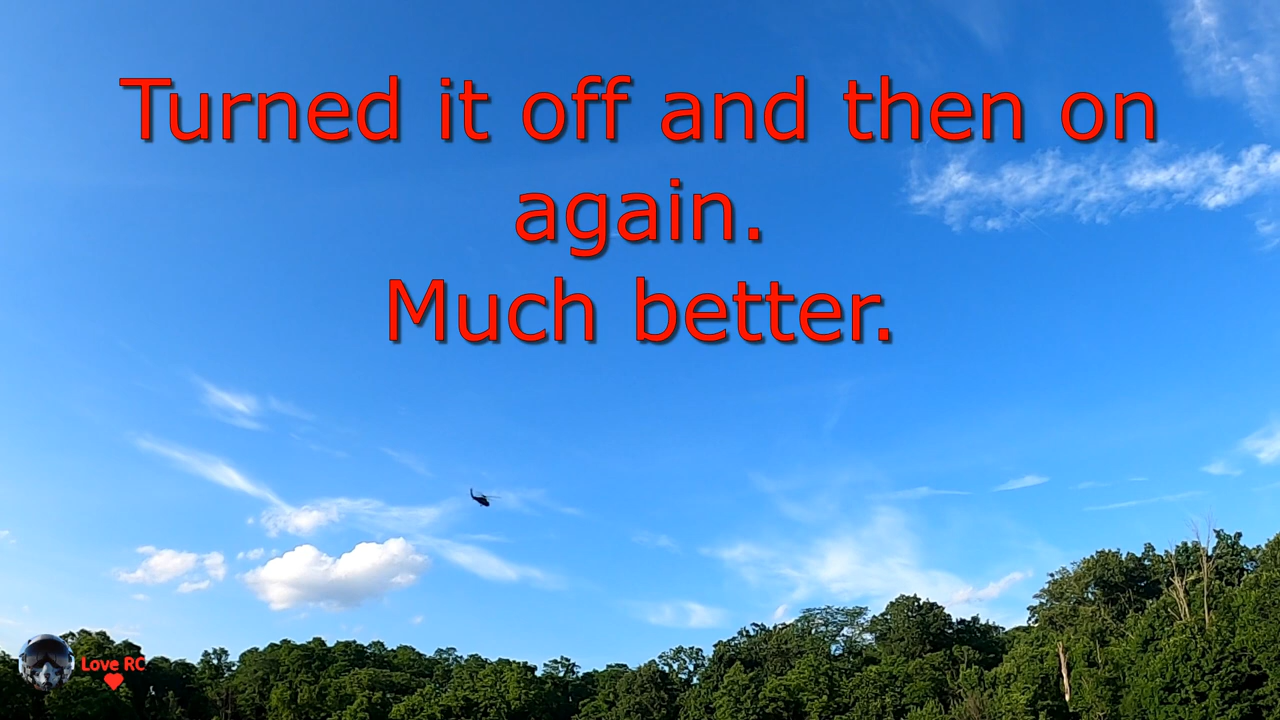 Turned it off and then on
again.
Much better.
Love RC